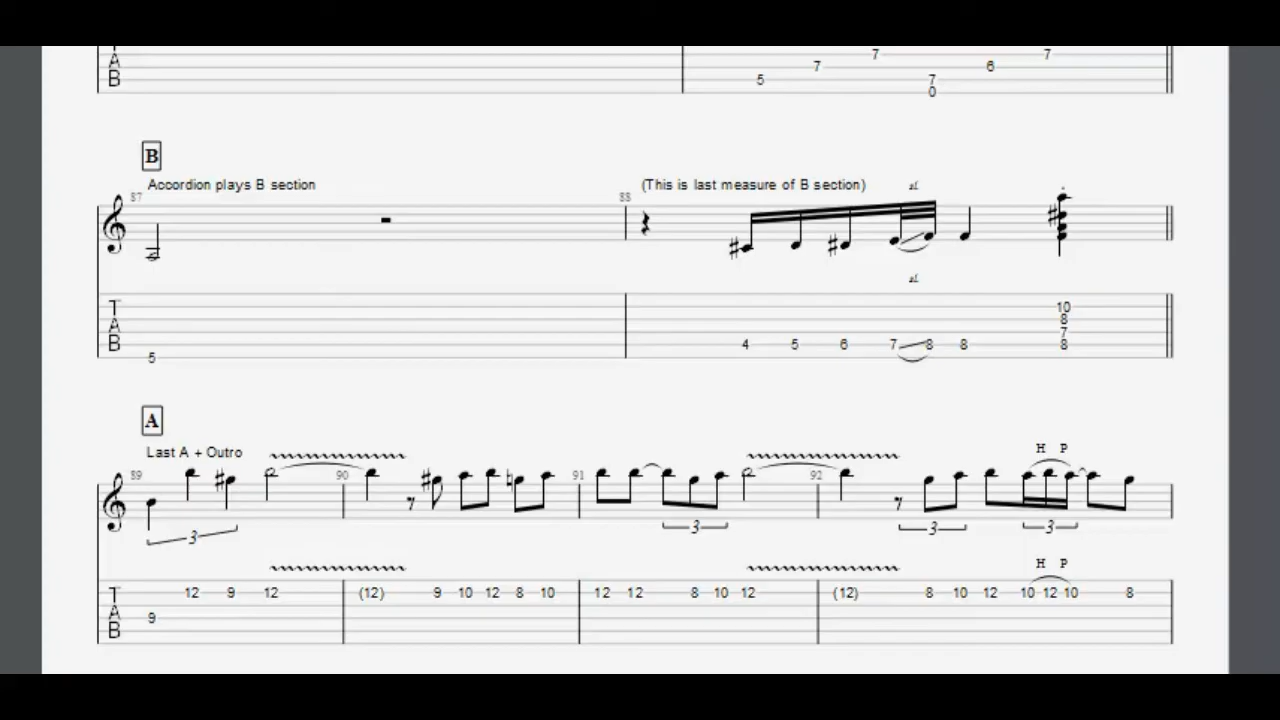 7 7
A 7 6
B 5 7
0
B
Accordion plays B section (This is last measure of B section) sl.
87 88
sl.
T 10
A 8
7
B 4 5 6 7 8 8 8
5
A
Last A + Outro
89 90 91 92 H P
3 3 3 3
H P
T 12 9 12 (12) 9 10 12 8 10 12 12 8 10 12 (12) 8 10 12 10 12 10 8
A 9
B